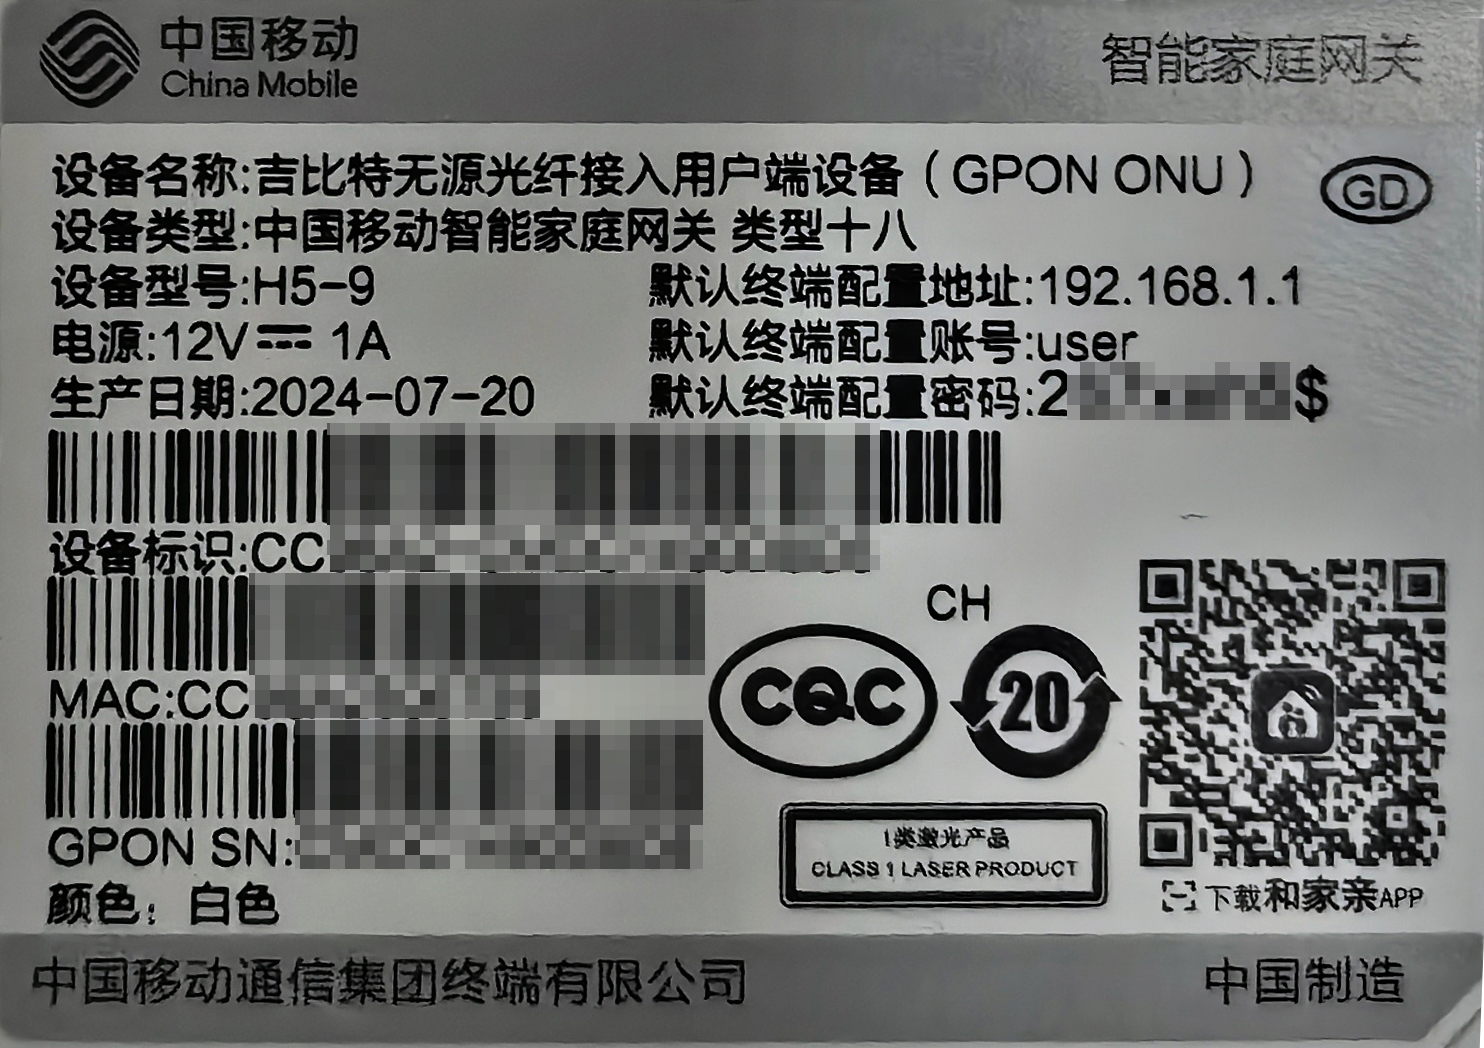 中国移动
China Mobile
智能家庭网关
设备名称:吉比特无源光纤接入用户端设备（GPON ONU）
GD
设备类型:中国移动智能家庭网关 类型十八
设备型号:H5-9
默认终端配置地址:192.168.1.1
电源:12V 1A
默认终端配置账号:user
生产日期:2024-07-20
默认终端配置密码:2 $
设备标识:CC
CH
MAC:CC
CQC
20
GPON SN:
1类激光产品
CLASS 1 LASER PRODUCT
颜色：白色
下载和家亲APP
中国移动通信集团终端有限公司
中国制造